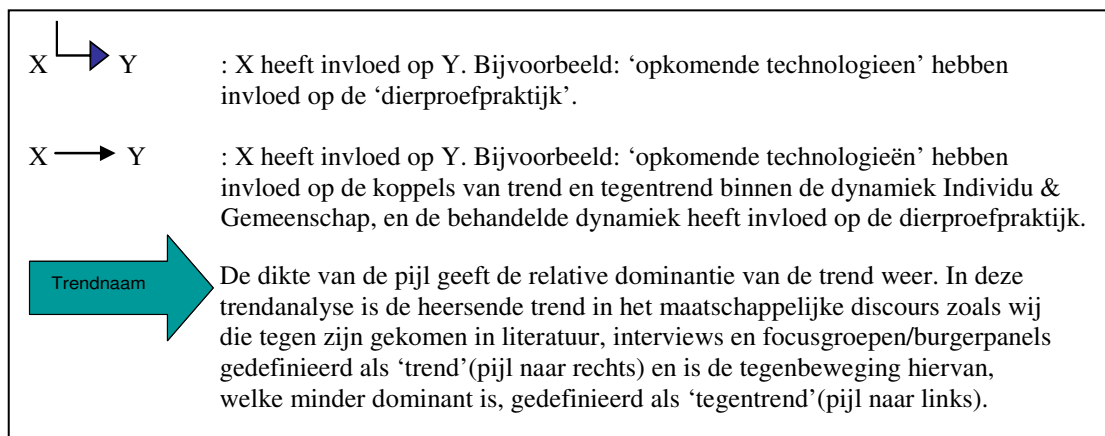 X Y : X heeft invloed op Y. Bijvoorbeeld: ‘opkomende technologieen’ hebben
invloed op de ‘dierproefpraktijk’.
X Y : X heeft invloed op Y. Bijvoorbeeld: ‘opkomende technologieën’ hebben
invloed op de koppels van trend en tegentrend binnen de dynamiek Individu &
Gemeenschap, en de behandelde dynamiek heeft invloed op de dierproefpraktijk.
Trendnaam
De dikte van de pijl geeft de relative dominantie van de trend weer. In deze
trendanalyse is de heersende trend in het maatschappelijke discours zoals wij
die tegen zijn gekomen in literatuur, interviews en focusgroepen/burgerpanels
gedefinieerd als ‘trend’(pijl naar rechts) en is de tegenbeweging hiervan,
welke minder dominant is, gedefinieerd als ‘tegentrend’(pijl naar links).